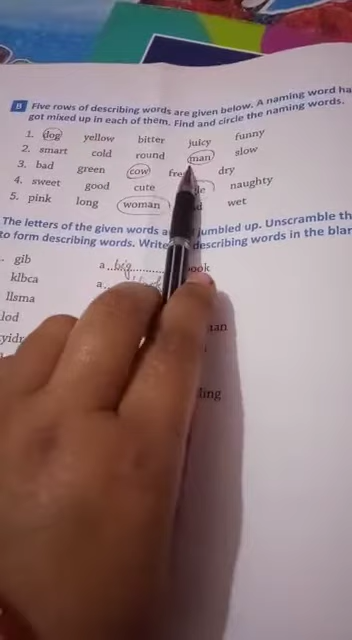 B Five rows of describing words are given below. A naming word ha
got mixed up in each of them. Find and circle the naming words.
1. dog yellow bitter juicy funny
2. smart cold round man slow
3. bad green cow dry
4. sweet good cute naughty
5. pink long woman wet
The letters of the given words jumbled up. Unscramble th
to form describing words. Write describing words in the blan
gib a big book
klbca a
llsma
lod
yidr